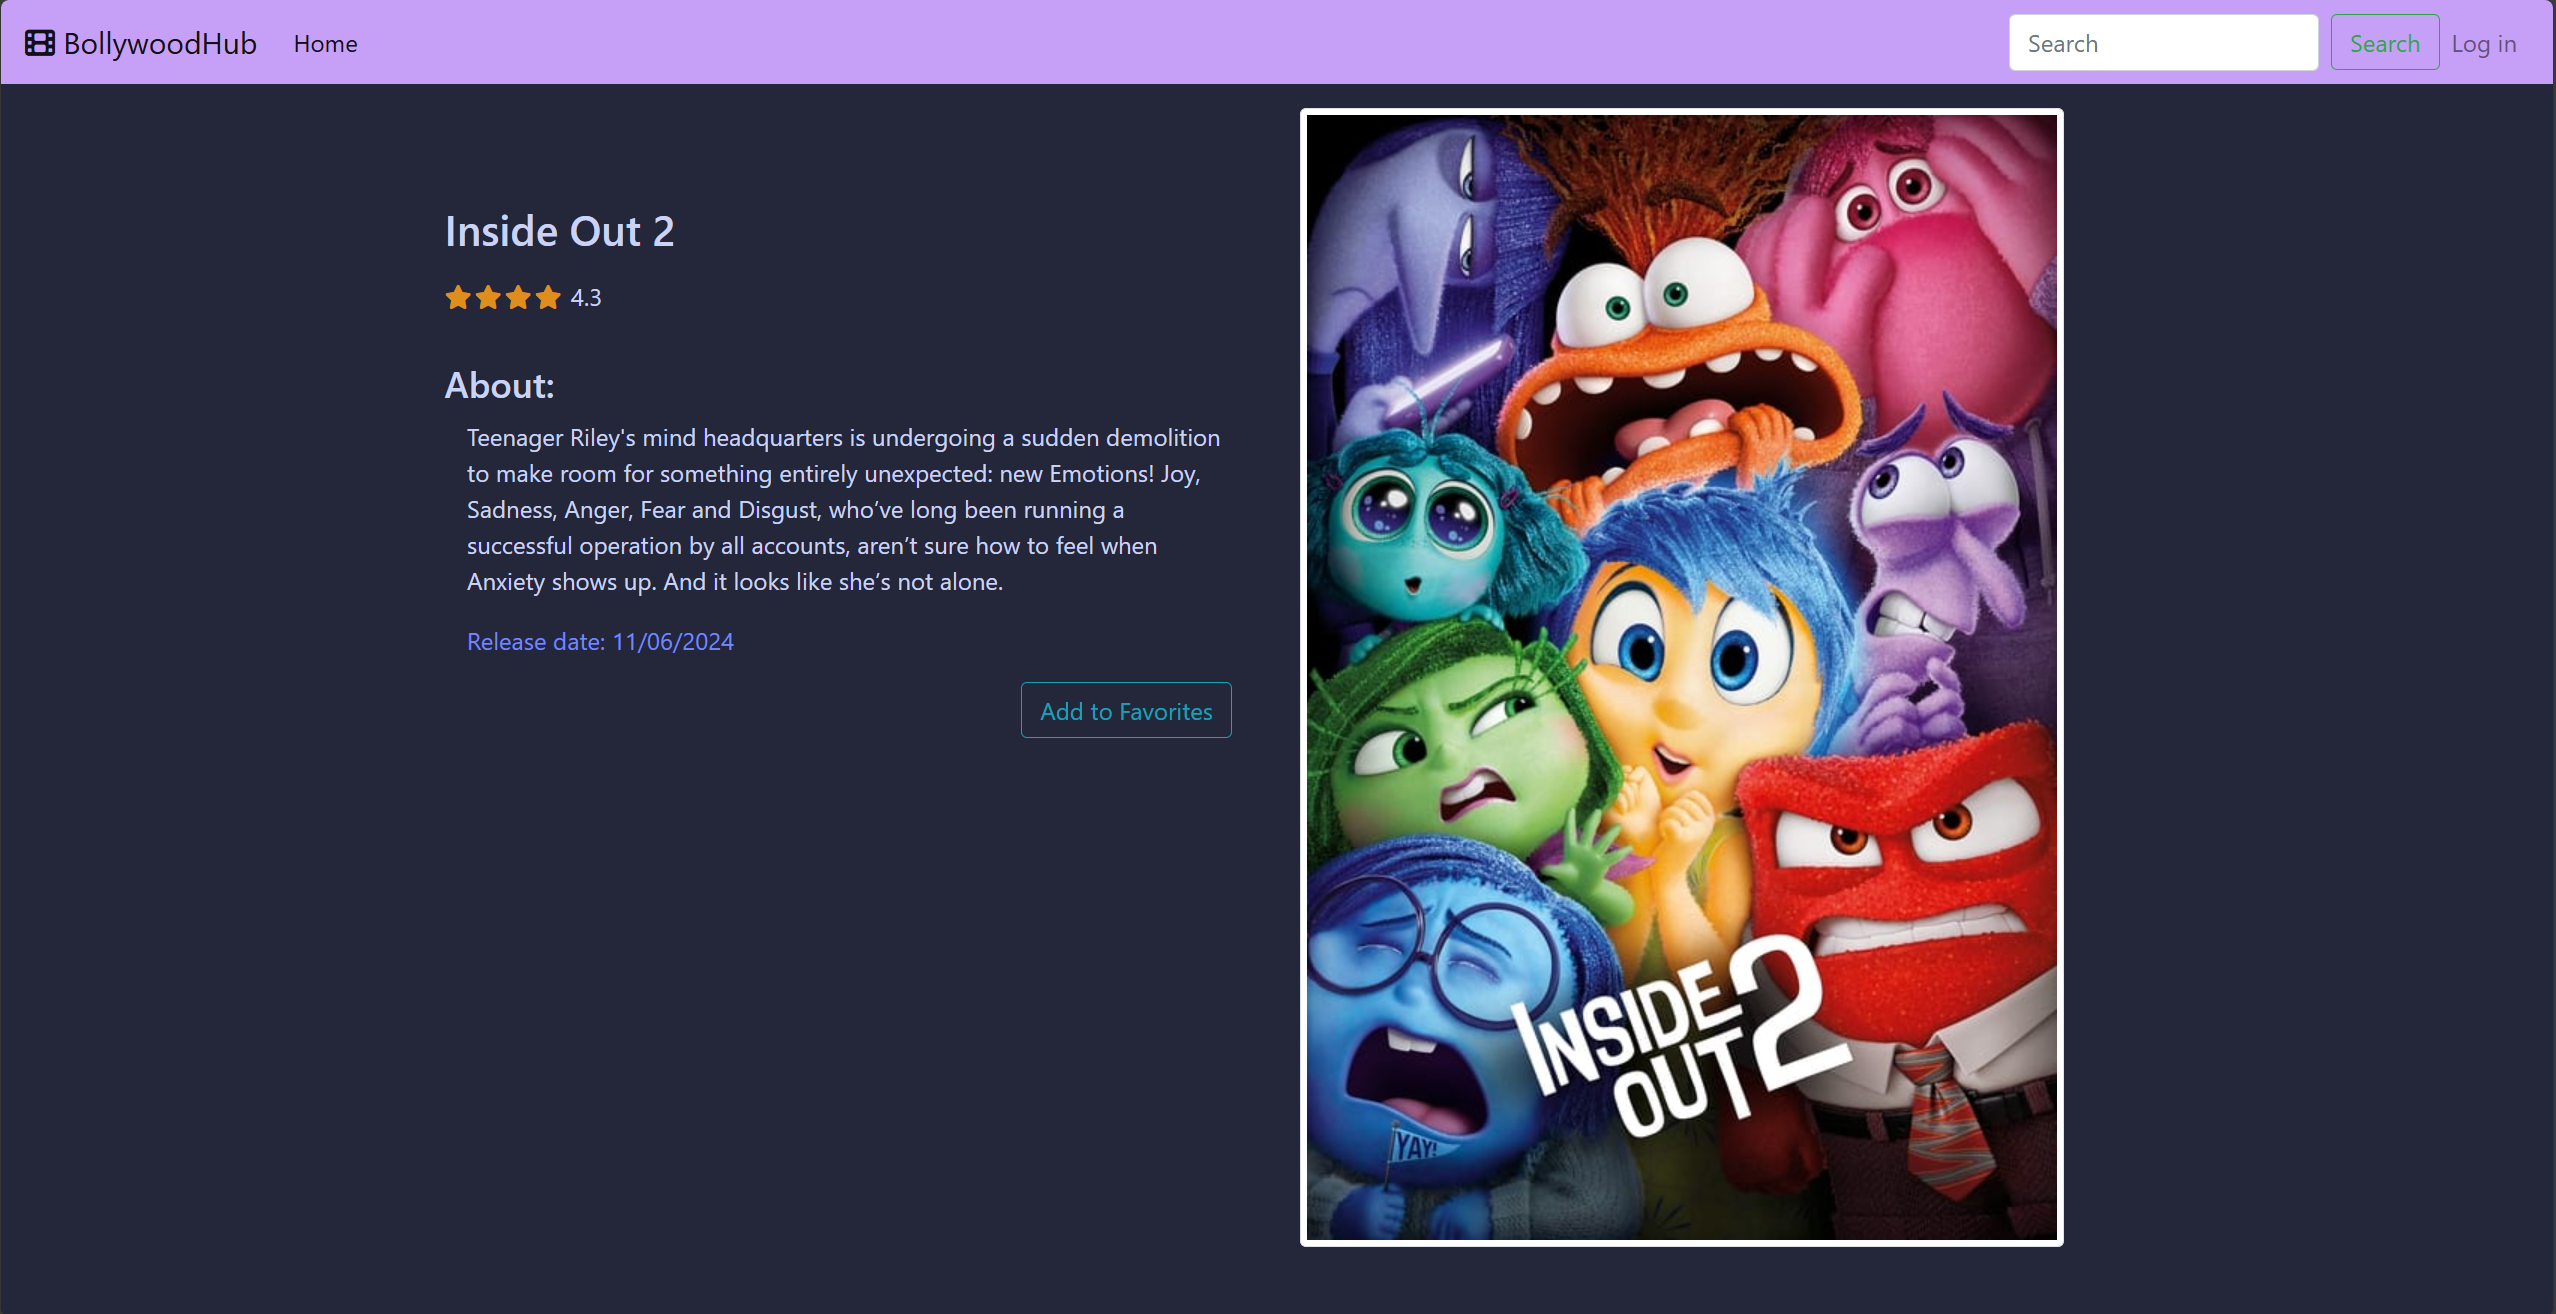 BollywoodHub Home Search Search Log in
Inside Out 2
4.3
About:
Teenager Riley's mind headquarters is undergoing a sudden demolition
to make room for something entirely unexpected: new Emotions! Joy,
Sadness, Anger, Fear and Disgust, who’ve long been running a
successful operation by all accounts, aren’t sure how to feel when
Anxiety shows up. And it looks like she’s not alone.
Release date: 11/06/2024
Add to Favorites
INSIDE
OUT 2
YAY!